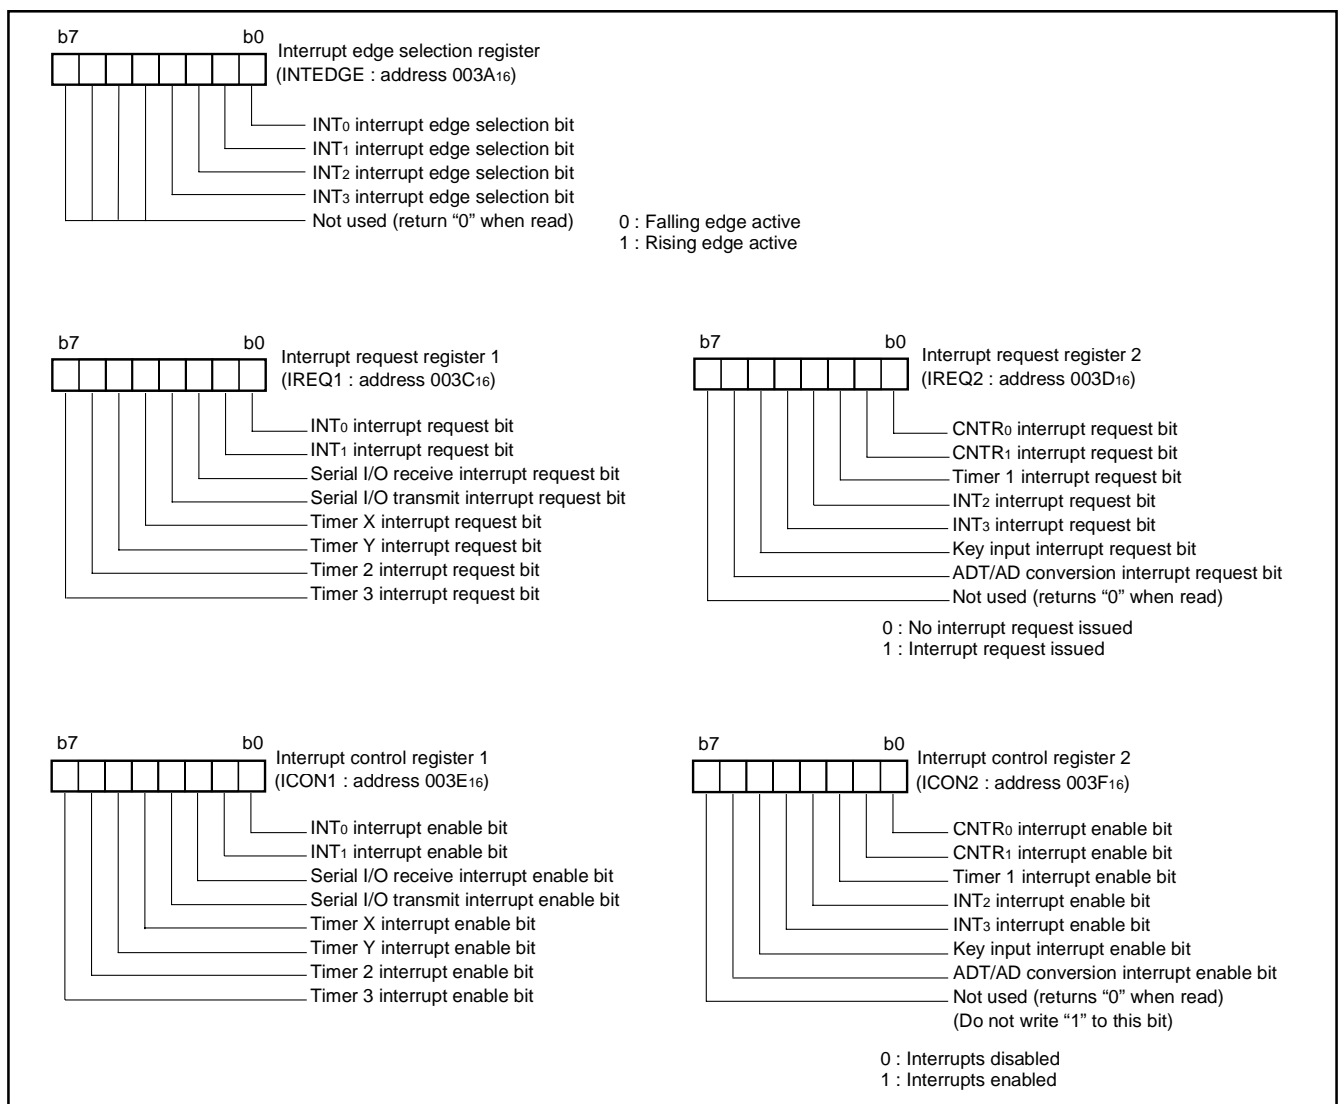 b7 b0
Interrupt edge selection register
(INTEDGE : address 003A16)
INT0 interrupt edge selection bit
INT1 interrupt edge selection bit
INT2 interrupt edge selection bit
INT3 interrupt edge selection bit
Not used (return “0” when read)
0 : Falling edge active
1 : Rising edge active
b7 b0
Interrupt request register 1
(IREQ1 : address 003C16)
INT0 interrupt request bit
INT1 interrupt request bit
Serial I/O receive interrupt request bit
Serial I/O transmit interrupt request bit
Timer X interrupt request bit
Timer Y interrupt request bit
Timer 2 interrupt request bit
Timer 3 interrupt request bit
b7 b0
Interrupt request register 2
(IREQ2 : address 003D16)
CNTR0 interrupt request bit
CNTR1 interrupt request bit
Timer 1 interrupt request bit
INT2 interrupt request bit
INT3 interrupt request bit
Key input interrupt request bit
ADT/AD conversion interrupt request bit
Not used (returns “0” when read)
0 : No interrupt request issued
1 : Interrupt request issued
b7 b0
Interrupt control register 1
(ICON1 : address 003E16)
INT0 interrupt enable bit
INT1 interrupt enable bit
Serial I/O receive interrupt enable bit
Serial I/O transmit interrupt enable bit
Timer X interrupt enable bit
Timer Y interrupt enable bit
Timer 2 interrupt enable bit
Timer 3 interrupt enable bit
b7 b0
Interrupt control register 2
(ICON2 : address 003F16)
CNTR0 interrupt enable bit
CNTR1 interrupt enable bit
Timer 1 interrupt enable bit
INT2 interrupt enable bit
INT3 interrupt enable bit
Key input interrupt enable bit
ADT/AD conversion interrupt enable bit
Not used (returns “0” when read)
(Do not write “1” to this bit)
0 : Interrupts disabled
1 : Interrupts enabled